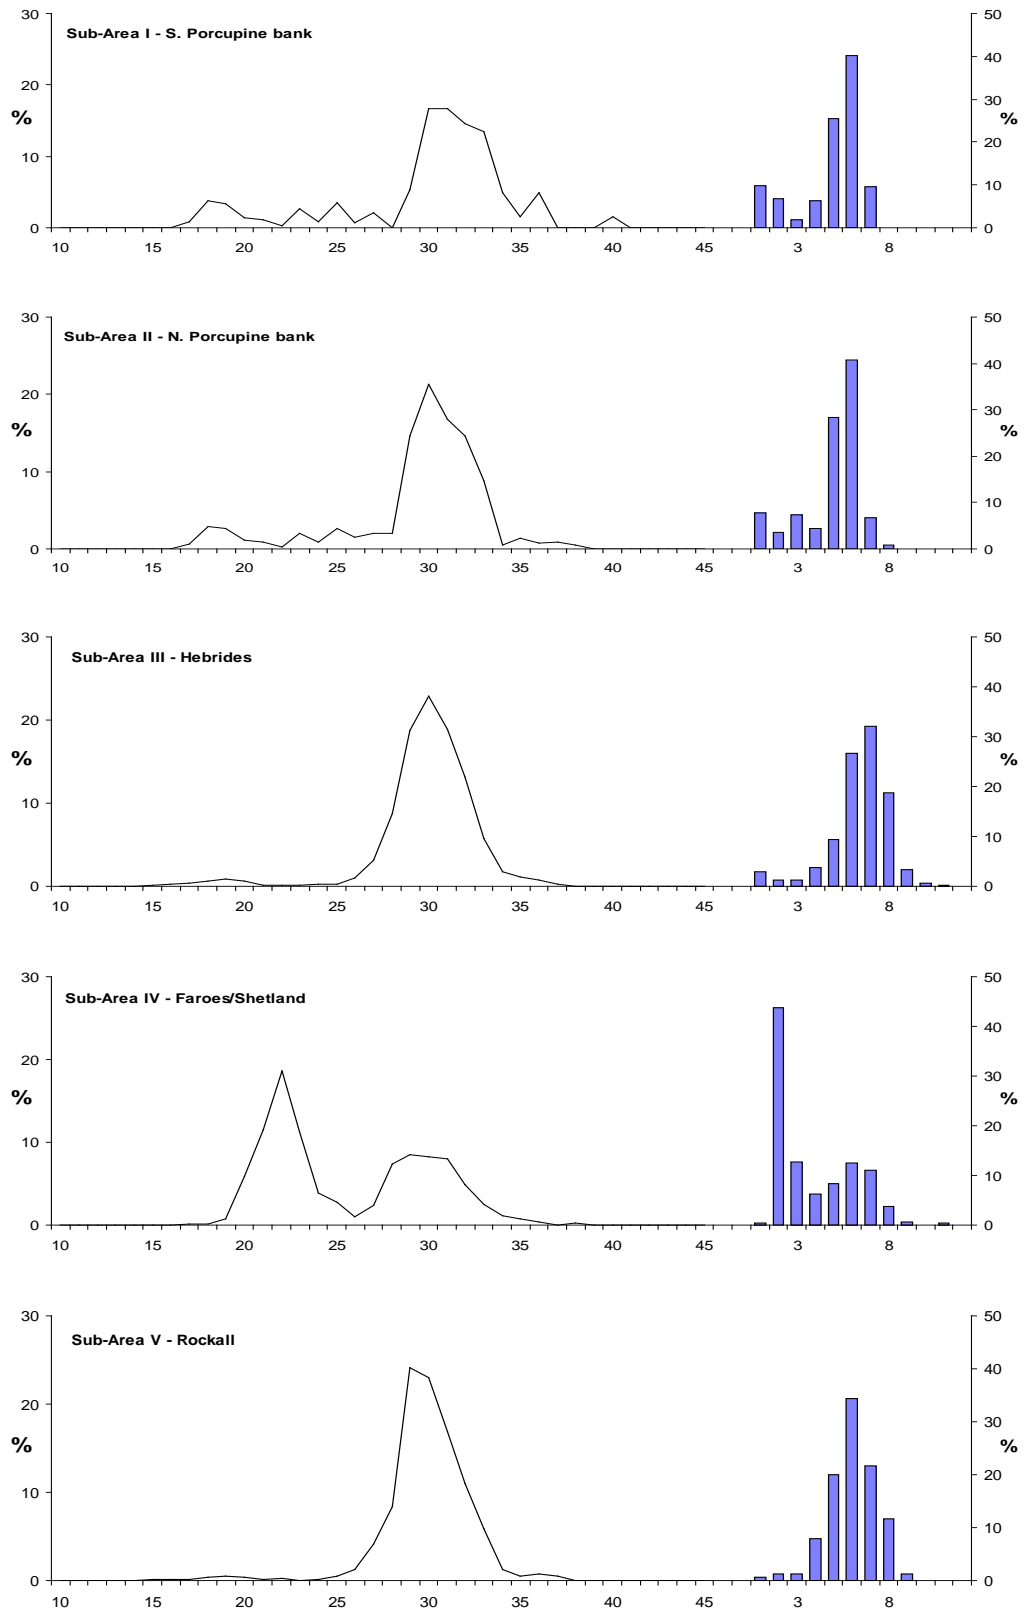 Sub-Area I - S. Porcupine bank
30 20 10 0
%
50 40 30 20 10 0
%
10 15 20 25 30 35 40 45 3 8
Sub-Area II - N. Porcupine bank
30 20 10 0
%
50 40 30 20 10 0
%
10 15 20 25 30 35 40 45 3 8
Sub-Area III - Hebrides
30 20 10 0
%
50 40 30 20 10 0
%
10 15 20 25 30 35 40 45 3 8
Sub-Area IV - Faroes/Shetland
30 20 10 0
%
50 40 30 20 10 0
%
10 15 20 25 30 35 40 45 3 8
Sub-Area V - Rockall
30 20 10 0
%
50 40 30 20 10 0
%
10 15 20 25 30 35 40 45 3 8